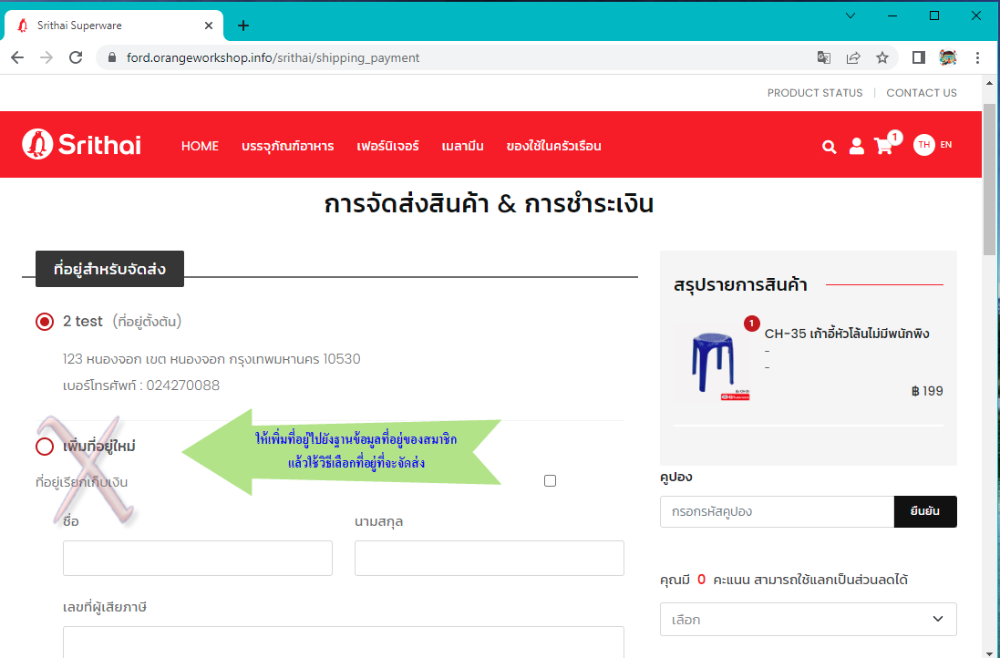 Srithai Superware
ford.orangeworkshop.info/srithai/shipping_payment
PRODUCT STATUS | CONTACT US
Srithai HOME บรรจุภัณฑ์อาหาร เฟอร์นิเจอร์ เมลามีน ของใช้ในครัวเรือน 1 TH EN
การจัดส่งสินค้า & การชำระเงิน
ที่อยู่สำหรับจัดส่ง
2 test (ที่อยู่ตั้งต้น)
123 หนองจอก เขต หนองจอก กรุงเทพมหานคร 10530
เบอร์โทรศัพท์ : 024270088
เพิ่มที่อยู่ใหม่
ให้เพิ่มที่อยู่ไปยังฐานข้อมูลที่อยู่ของสมาชิก
แล้วใช้วิธีเลือกที่อยู่ที่จะจัดส่ง
ที่อยู่เรียกเก็บเงิน
ชื่อ นามสกุล
เลขที่ผู้เสียภาษี
สรุปรายการสินค้า
1
CH-35 เก้าอี้หัวโล้นไม่มีพนักพิง
-
-
฿ 199
คูปอง
กรอกรหัสคูปอง ยืนยัน
คุณมี 0 คะแนน สามารถใช้แลกเป็นส่วนลดได้
เลือก